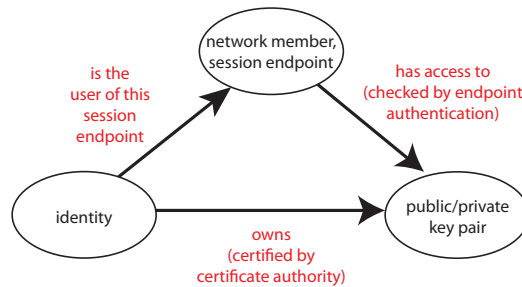 network member,
session endpoint
is the
user of this
session
endpoint
has access to
(checked by endpoint
authentication)
identity
public/private
key pair
owns
(certified by
certificate authority)